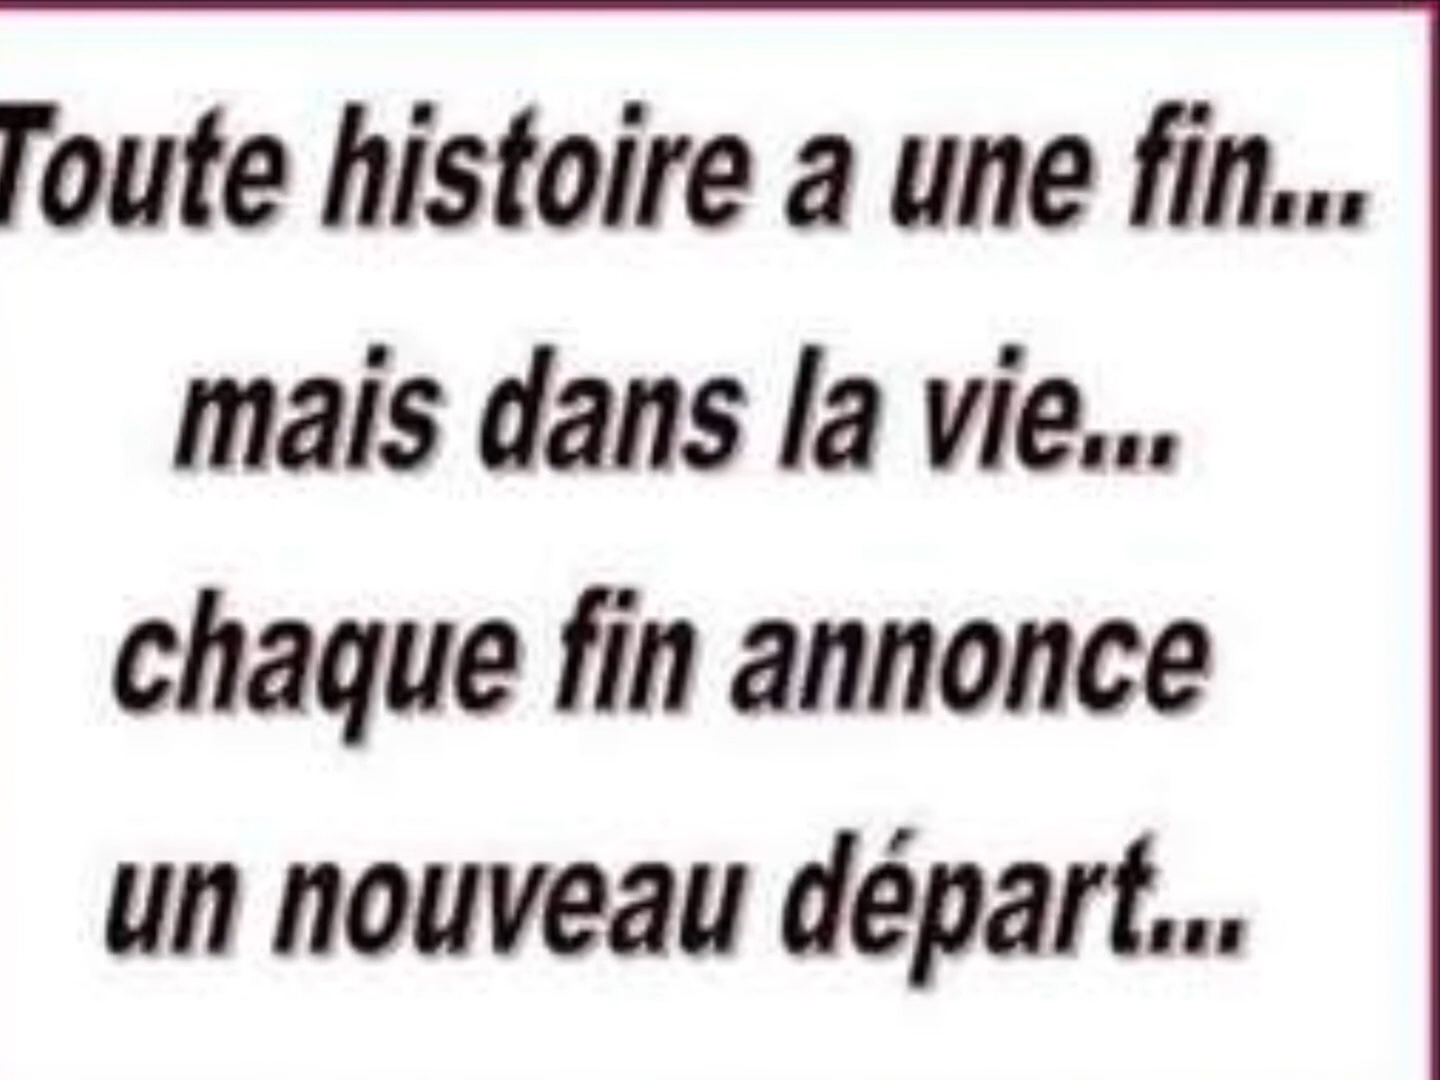 Toute histoire a une fin...
mais dans la vie...
chaque fin annonce
un nouveau départ...